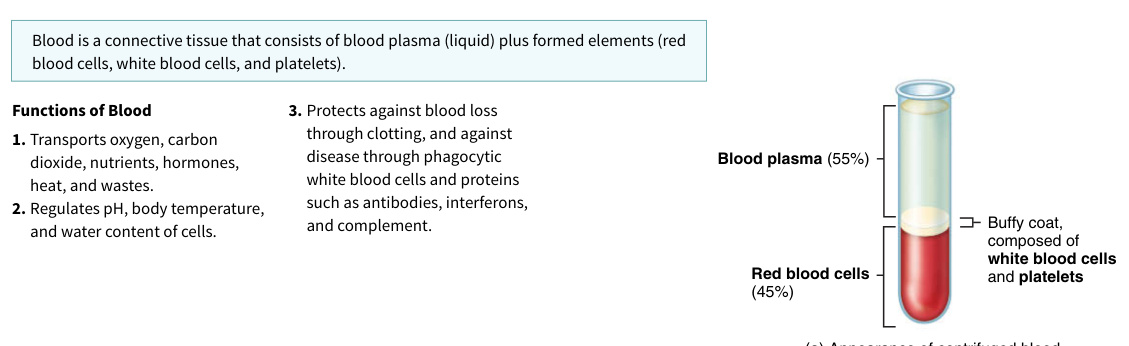 Blood is a connective tissue that consists of blood plasma (liquid) plus formed elements (red
blood cells, white blood cells, and platelets).
Functions of Blood
1. Transports oxygen, carbon
dioxide, nutrients, hormones,
heat, and wastes.
2. Regulates pH, body temperature,
and water content of cells.
3. Protects against blood loss
through clotting, and against
disease through phagocytic
white blood cells and proteins
such as antibodies, interferons,
and complement.
Blood plasma (55%)
Buffy coat,
composed of
white blood cells
and platelets
Red blood cells
(45%)
(a) Appearance of centrifuged blood